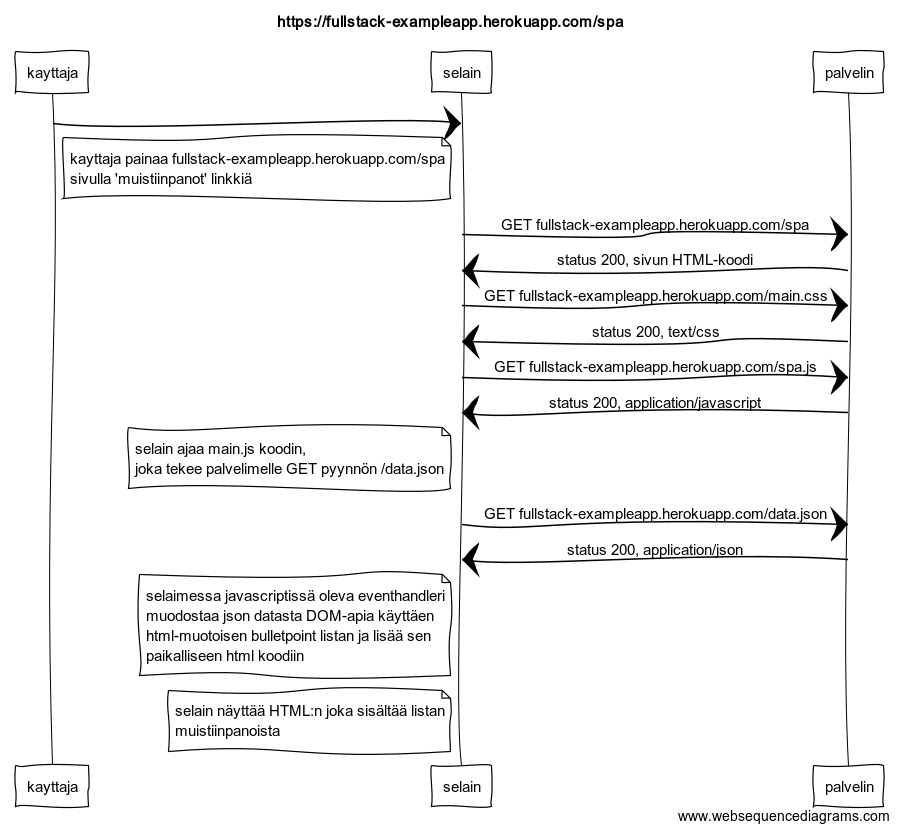 https://fullstack-exampleapp.herokuapp.com/spa
kayttaja
selain
palvelin
kayttaja painaa fullstack-exampleapp.herokuapp.com/spa
sivulla 'muistiinpanot' linkkiä
GET fullstack-exampleapp.herokuapp.com/spa
status 200, sivun HTML-koodi
GET fullstack-exampleapp.herokuapp.com/main.css
status 200, text/css
GET fullstack-exampleapp.herokuapp.com/spa.js
status 200, application/javascript
selain ajaa main.js koodin,
joka tekee palvelimelle GET pyynnön /data.json
GET fullstack-exampleapp.herokuapp.com/data.json
status 200, application/json
selaimessa javascriptissä oleva eventhandleri
muodostaa json datasta DOM-apia käyttäen
html-muotoisen bulletpoint listan ja lisää sen
paikalliseen html koodiin
selain näyttää HTML:n joka sisältää listan
muistiinpanoista
kayttaja
selain
palvelin
www.websequencediagrams.com